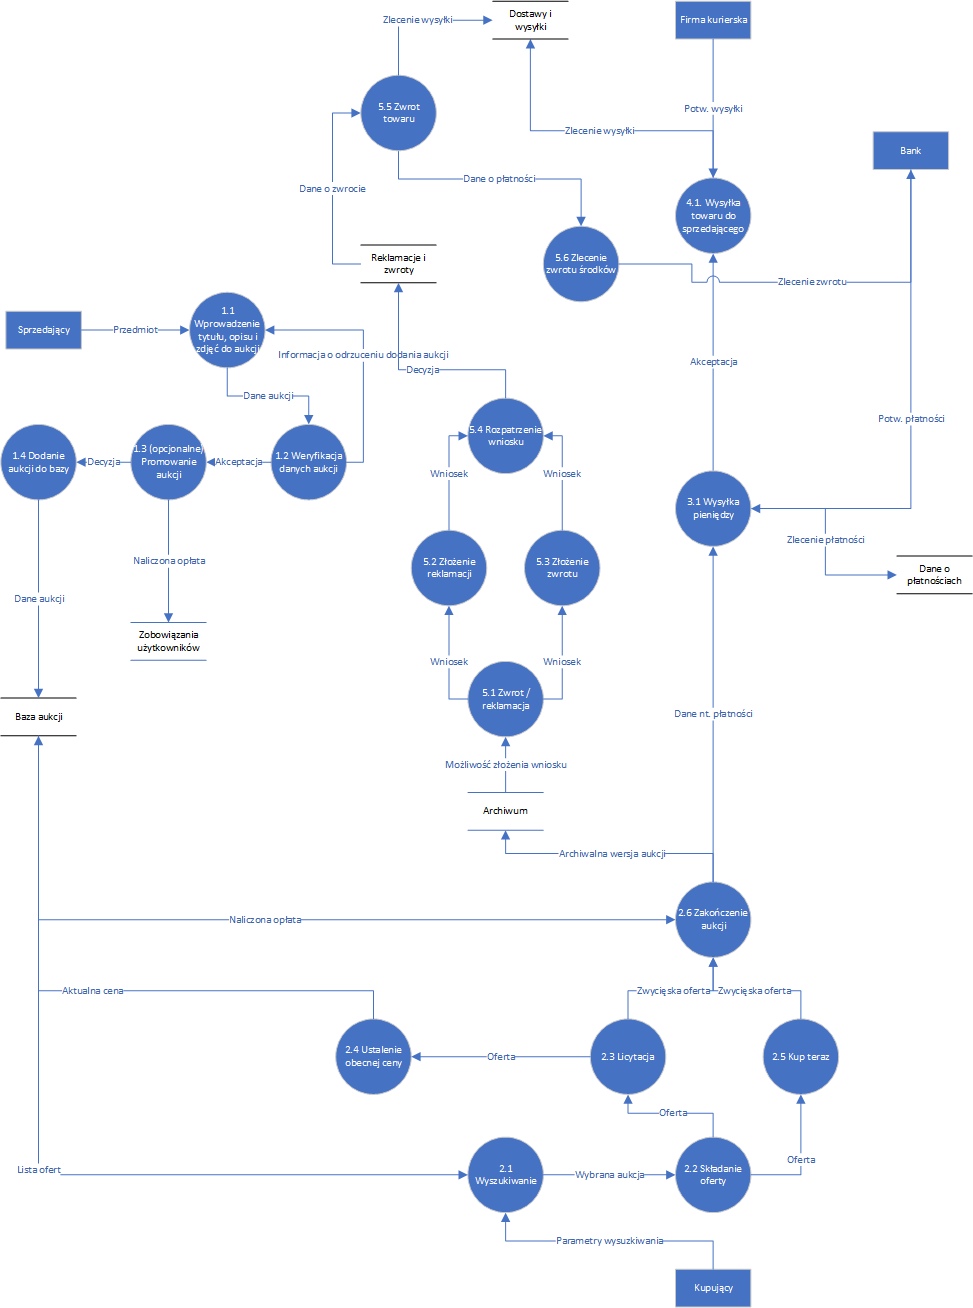 Zlecenie wysyłki
Dostawy i
wysyłki
Firma kurierska
5.5 Zwrot
towaru
Potw. wysyłki
Zlecenie wysyłki
Bank
Dane o zwrocie
Dane o płatności
4.1. Wysyłka
towaru do
sprzedającego
Reklamacje i
zwroty
5.6 Zlecenie
zwrotu środków
Zlecenie zwrotu
Sprzedający
Przedmiot
1.1
Wprowadzenie
tytułu, opisu i
zdjęć do aukcji
Informacja o odrzuceniu dodania aukcji
Decyzja
Akceptacja
Dane aukcji
Potw. płatności
1.4 Dodanie
aukcji do bazy
Decyzja
1.3 (opcjonalne)
Promowanie
aukcji
Akceptacja
1.2 Weryfikacja
danych aukcji
5.4 Rozpatrzenie
wniosku
Wniosek
Wniosek
3.1 Wysyłka
pieniędzy
Zlecenie płatności
Naliczona opłata
5.2 Złożenie
reklamacji
5.3 Złożenie
zwrotu
Dane o
płatnościach
Dane aukcji
Zobowiązania
użytkowników
Wniosek
Wniosek
5.1 Zwrot /
reklamacja
Baza aukcji
Dane nt. płatności
Możliwość złożenia wniosku
Archiwum
Archiwalna wersja aukcji
Naliczona opłata
2.6 Zakończenie
aukcji
Aktualna cena
Zwycięska oferta
Zwycięska oferta
2.4 Ustalenie
obecnej ceny
Oferta
2.3 Licytacja
2.5 Kup teraz
Oferta
Oferta
Lista ofert
2.1
Wyszukiwanie
Wybrana aukcja
2.2 Składanie
oferty
Parametry wysuzkiwania
Kupujący